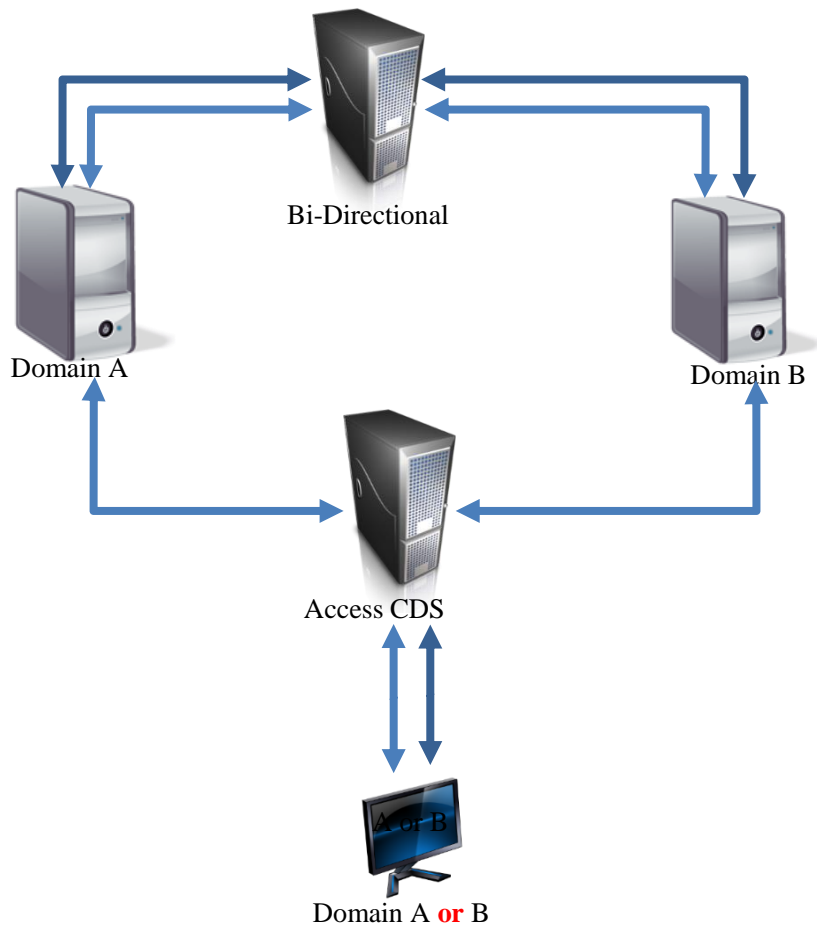 Bi-Directional
Domain A
Domain B
Access CDS
A or B
Domain A or B